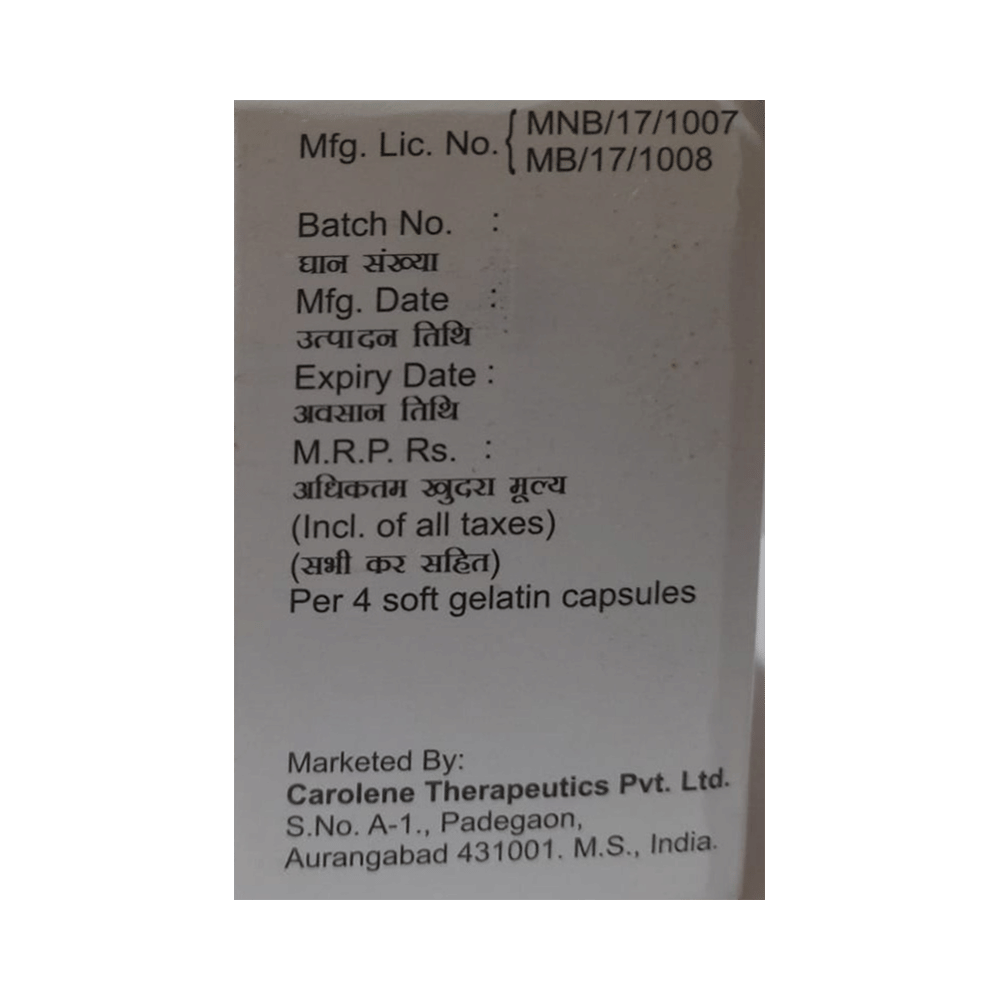 Mfg. Lic. No. { MNB/17/1007
MB/17/1008
Batch No. :
घान संख्या
Mfg. Date :
उत्पादन तिथि
Expiry Date :
अवसान तिथि
M.R.P. Rs. :
अधिकतम खुदरा मूल्य
(Incl. of all taxes)
(सभी कर सहित)
Per 4 soft gelatin capsules
Marketed By:
Carolene Therapeutics Pvt. Ltd.
S.No. A-1., Padegaon,
Aurangabad 431001. M.S., India.